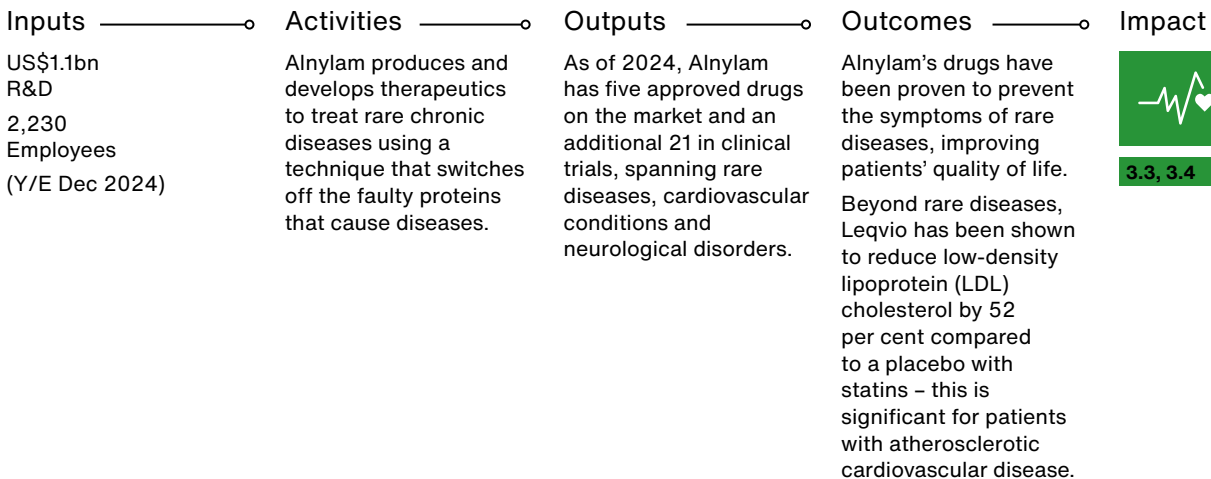 Inputs
US$1.1bn
R&D
2,230
Employees
(Y/E Dec 2024)
Activities
Alnylam produces and
develops therapeutics
to treat rare chronic
diseases using a
technique that switches
off the faulty proteins
that cause diseases.
Outputs
As of 2024, Alnylam
has five approved drugs
on the market and an
additional 21 in clinical
trials, spanning rare
diseases, cardiovascular
conditions and
neurological disorders.
Outcomes
Alnylam’s drugs have
been proven to prevent
the symptoms of rare
diseases, improving
patients’ quality of life.
Beyond rare diseases,
Leqvio has been shown
to reduce low-density
lipoprotein (LDL)
cholesterol by 52
per cent compared
to a placebo with
statins – this is
significant for patients
with atherosclerotic
cardiovascular disease.
Impact
3.3, 3.4